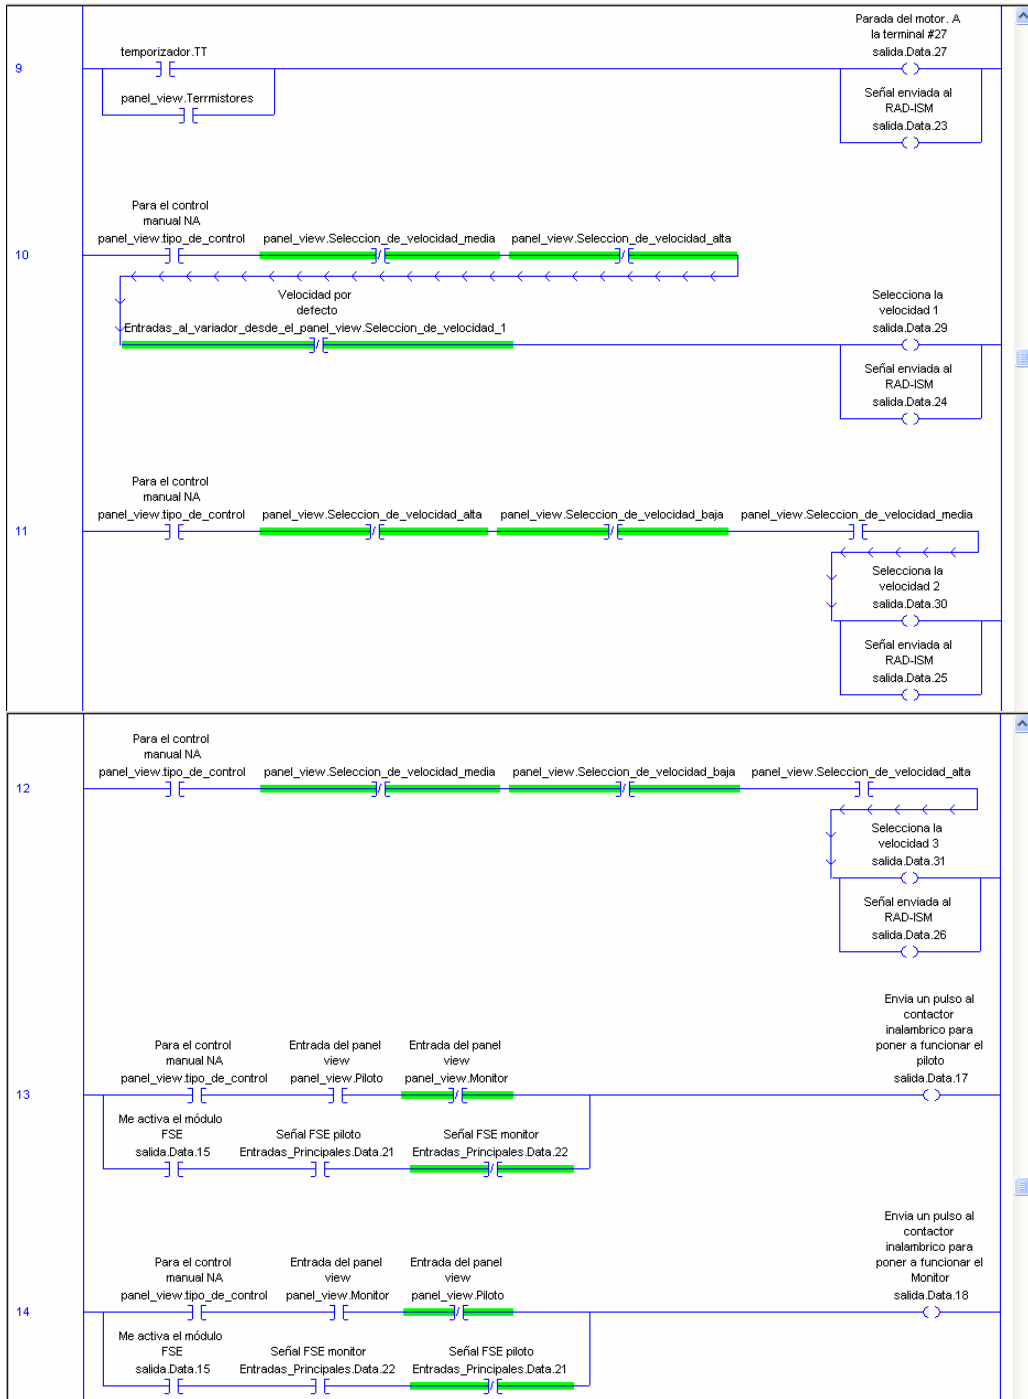 Parada del motor. A
la terminal #27
temporizador.TT
salida.Data.27
9
panel_view.Terrmistores
Señal enviada al
RAD-ISM
salida.Data.23
Para el control
manual NA
panel_view.tipo_de_control
panel_view.Seleccion_de_velocidad_media
panel_view.Seleccion_de_velocidad_alta
10
Velocidad por
defecto
Entradas_al_variador_desde_el_panel_view.Seleccion_de_velocidad_1
Selecciona la
velocidad 1
salida.Data.29
Señal enviada al
RAD-ISM
salida.Data.24
Para el control
manual NA
panel_view.tipo_de_control
panel_view.Seleccion_de_velocidad_alta
panel_view.Seleccion_de_velocidad_baja
panel_view.Seleccion_de_velocidad_media
11
Selecciona la
velocidad 2
salida.Data.30
Señal enviada al
RAD-ISM
salida.Data.25
Para el control
manual NA
panel_view.tipo_de_control
panel_view.Seleccion_de_velocidad_media
panel_view.Seleccion_de_velocidad_baja
panel_view.Seleccion_de_velocidad_alta
12
Selecciona la
velocidad 3
salida.Data.31
Señal enviada al
RAD-ISM
salida.Data.26
Envia un pulso al
contactor
inalambrico para
poner a funcionar el
piloto
salida.Data.17
Para el control
manual NA
panel_view.tipo_de_control
Entrada del panel
view
panel_view.Piloto
Entrada del panel
view
panel_view.Monitor
13
Me activa el módulo
FSE
salida.Data.15
Señal FSE piloto
Entradas_Principales.Data.21
Señal FSE monitor
Entradas_Principales.Data.22
Envia un pulso al
contactor
inalambrico para
poner a funcionar el
Monitor
salida.Data.18
Para el control
manual NA
panel_view.tipo_de_control
Entrada del panel
view
panel_view.Monitor
Entrada del panel
view
panel_view.Piloto
14
Me activa el módulo
FSE
salida.Data.15
Señal FSE monitor
Entradas_Principales.Data.22
Señal FSE piloto
Entradas_Principales.Data.21